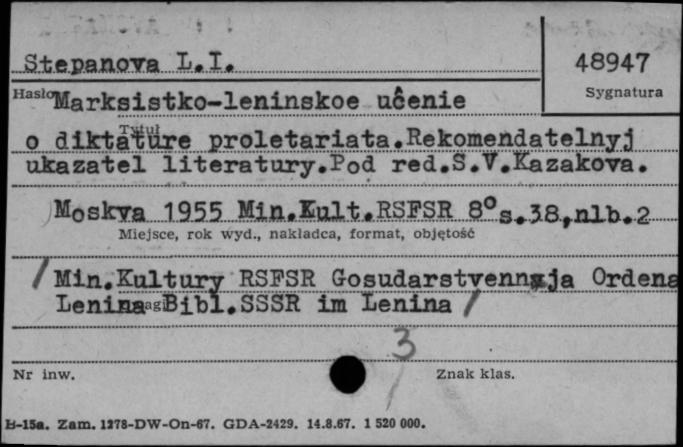 Stepanova L.I.
48947
Sygnatura
Hasło
Marksistko-leninskoe učenie
Tytuł
o diktature proletariata.Rekomendatelnyj
ukazatel literatury.Pod red.S.V.Kazakova.
Moskva 1955 Min.Kult.RSFSR 8° s.38,nlb.2
Miejsce, rok wyd., nakładca, format, objętość
/Min.Kultury RSFSR Gosudarstvennaja Ordena
Lenina Bibl.SSSR im Lenina/
3
Nr inw.
Znak klas.
B-15a. Zam. 1278-DW-On-67. GDA-2429. 14.8.67. 1 520 000.